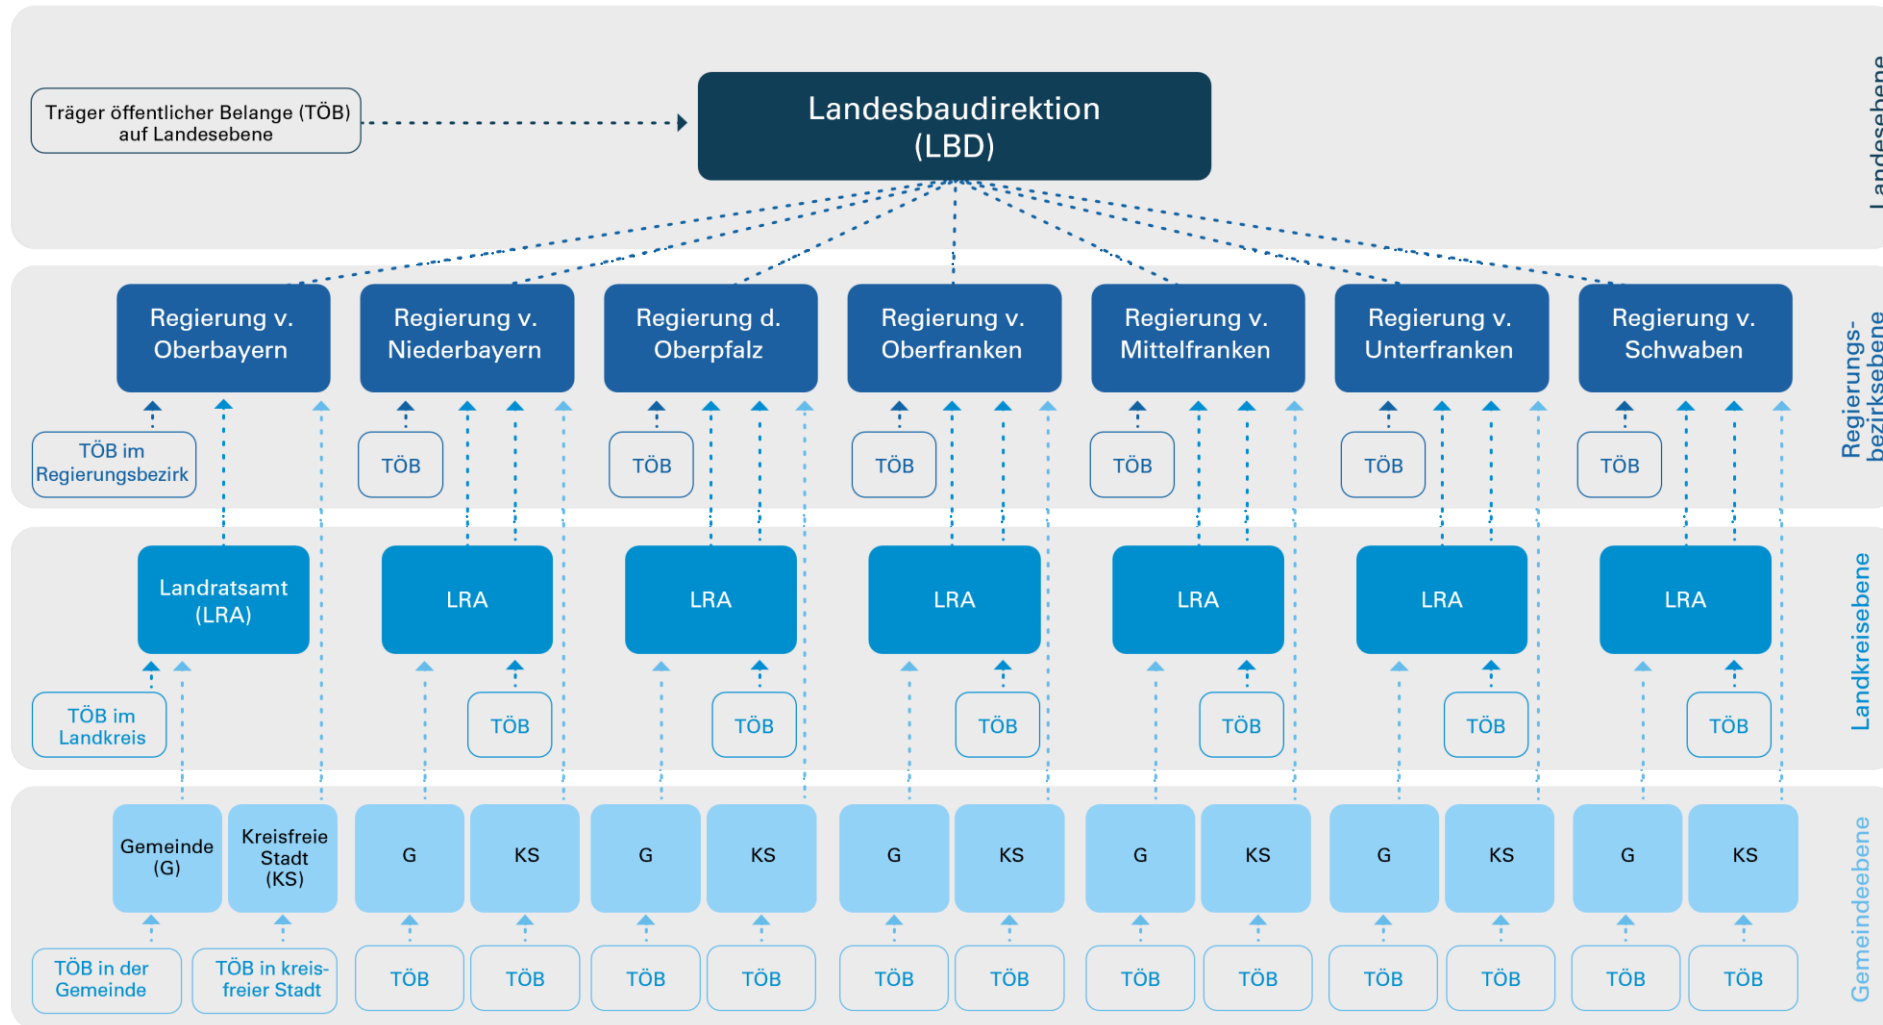 Träger öffentlicher Belange (TÖB)
auf Landesebene
Landesbaudirektion
(LBD)
Landesebene
Regierung v.
Oberbayern
Regierung v.
Niederbayern
Regierung d.
Oberpfalz
Regierung v.
Oberfranken
Regierung v.
Mittelfranken
Regierung v.
Unterfranken
Regierung v.
Schwaben
TÖB im
Regierungsbezirk
TÖB
TÖB
TÖB
TÖB
TÖB
TÖB
Regierungs-
bezirksebene
Landratsamt
(LRA)
LRA
LRA
LRA
LRA
LRA
LRA
TÖB im
Landkreis
TÖB
TÖB
TÖB
TÖB
TÖB
TÖB
Landkreisebene
Gemeinde
(G)
Kreisfreie
Stadt
(KS)
G
KS
G
KS
G
KS
G
KS
G
KS
G
KS
TÖB in der
Gemeinde
TÖB in kreis-
freier Stadt
TÖB
TÖB
TÖB
TÖB
TÖB
TÖB
TÖB
TÖB
TÖB
TÖB
TÖB
TÖB
Gemeindeebene